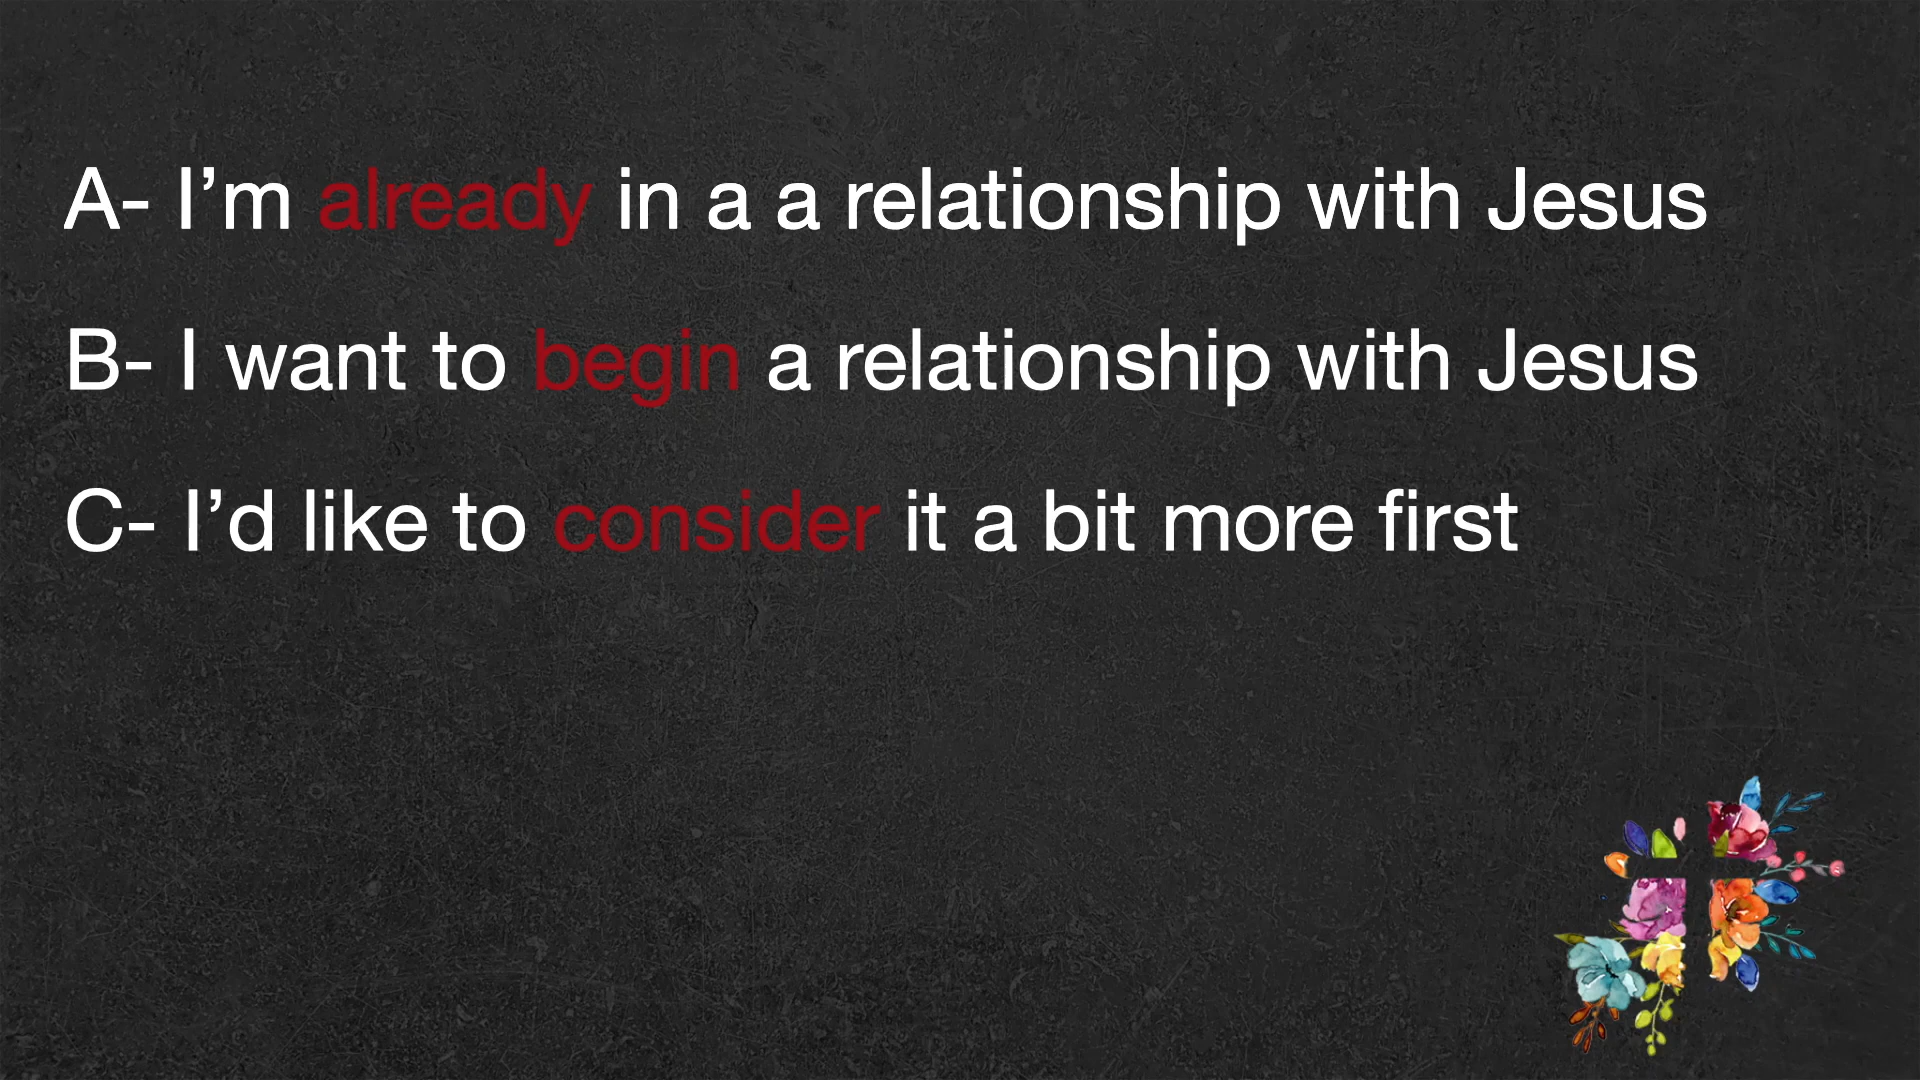 A- I’m already in a a relationship with Jesus
B- I want to begin a relationship with Jesus
C- I’d like to consider it a bit more first